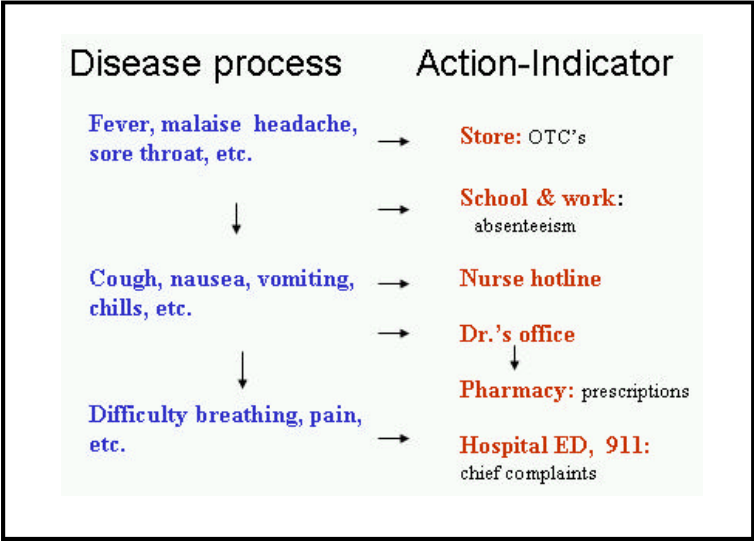 Disease process
Action-Indicator
Fever, malaise headache,
sore throat, etc.
Store: OTC's
School & work:
absenteeism
Cough, nausea, vomiting,
chills, etc.
Nurse hotline
Dr.'s office
Pharmacy: prescriptions
Difficulty breathing, pain,
etc.
Hospital ED, 911:
chief complaints